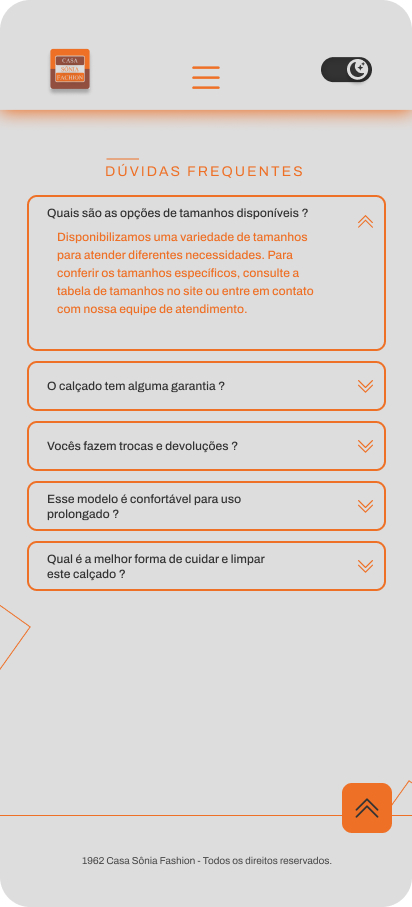 CASA
SÔNIA
FACHION
DÚVIDAS FREQUENTES
Quais são as opções de tamanhos disponíveis ?
Disponibilizamos uma variedade de tamanhos
para atender diferentes necessidades. Para
conferir os tamanhos específicos, consulte a
tabela de tamanhos no site ou entre em contato
com nossa equipe de atendimento.
O calçado tem alguma garantia ?
Vocês fazem trocas e devoluções ?
Esse modelo é confortável para uso
prolongado ?
Qual é a melhor forma de cuidar e limpar
este calçado ?
1962 Casa Sônia Fashion - Todos os direitos reservados.